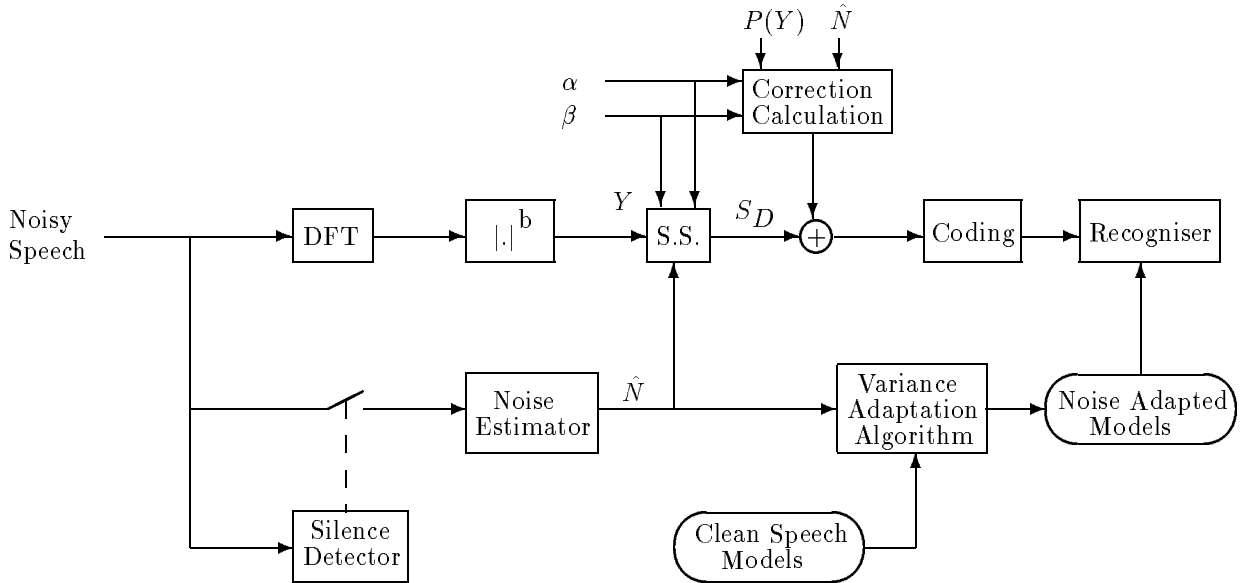 P(Y) N̂
α
β
Correction
Calculation
Noisy
Speech
DFT
|.|ᵇ
Y
S.S.
S_D
+
Coding
Recogniser
Noise
Estimator
N̂
Variance
Adaptation
Algorithm
Noise Adapted
Models
Silence
Detector
Clean Speech
Models